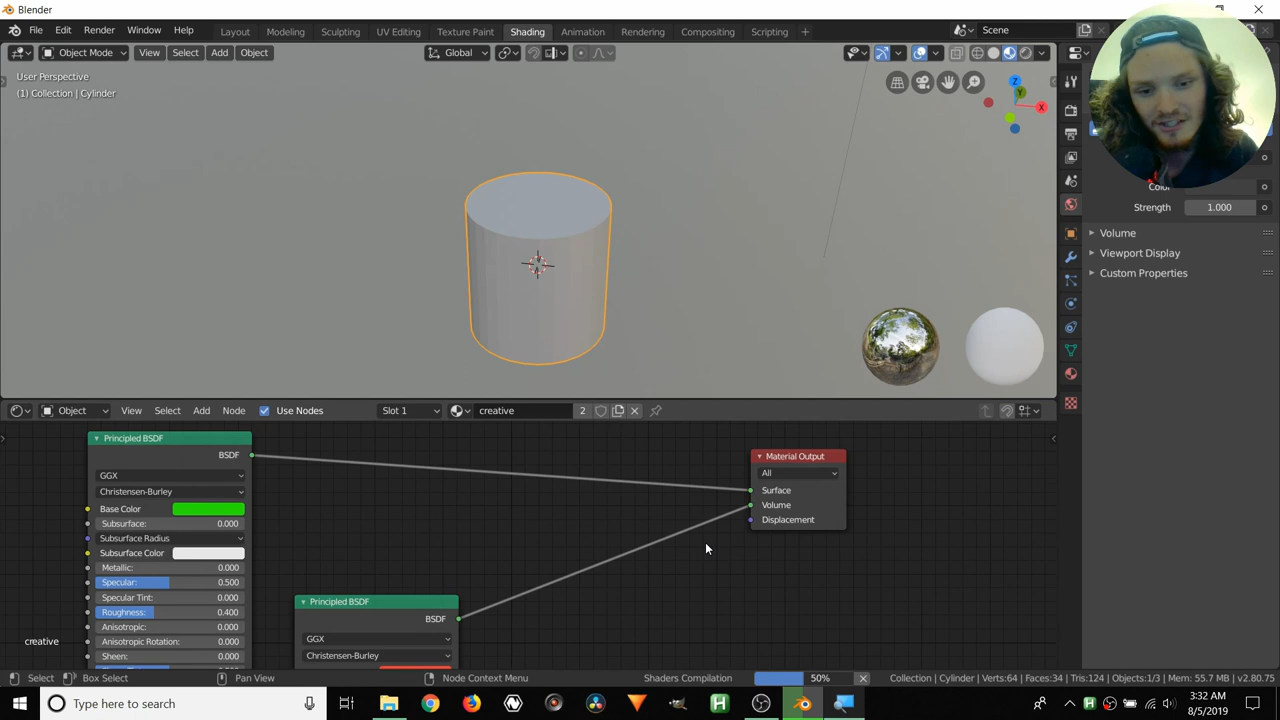 Blender
File Edit Render Window Help Layout Modeling Sculpting UV Editing Texture Paint Shading Animation Rendering Compositing Scripting + Scene
Object Mode View Select Add Object Global
User Perspective
(1) Collection | Cylinder
Z
Y
X
Color
Strength 1.000
Volume
Viewport Display
Custom Properties
Object View Select Add Node Use Nodes Slot 1 creative 2
Principled BSDF
BSDF
GGX
Christensen-Burley
Base Color
Subsurface: 0.000
Subsurface Radius
Subsurface Color
Metallic: 0.000
Specular: 0.500
Specular Tint: 0.000
Roughness: 0.400
Anisotropic: 0.000
Anisotropic Rotation: 0.000
Sheen: 0.000
Principled BSDF
BSDF
GGX
Christensen-Burley
Material Output
All
Surface
Volume
Displacement
creative
Select Box Select Pan View Node Context Menu Shaders Compilation 50% Collection | Cylinder | Verts:64 | Faces:34 | Tris:124 | Objects:1/3 | Mem: 55.7 MB | v2.80.75
Type here to search
3:32 AM
8/5/2019